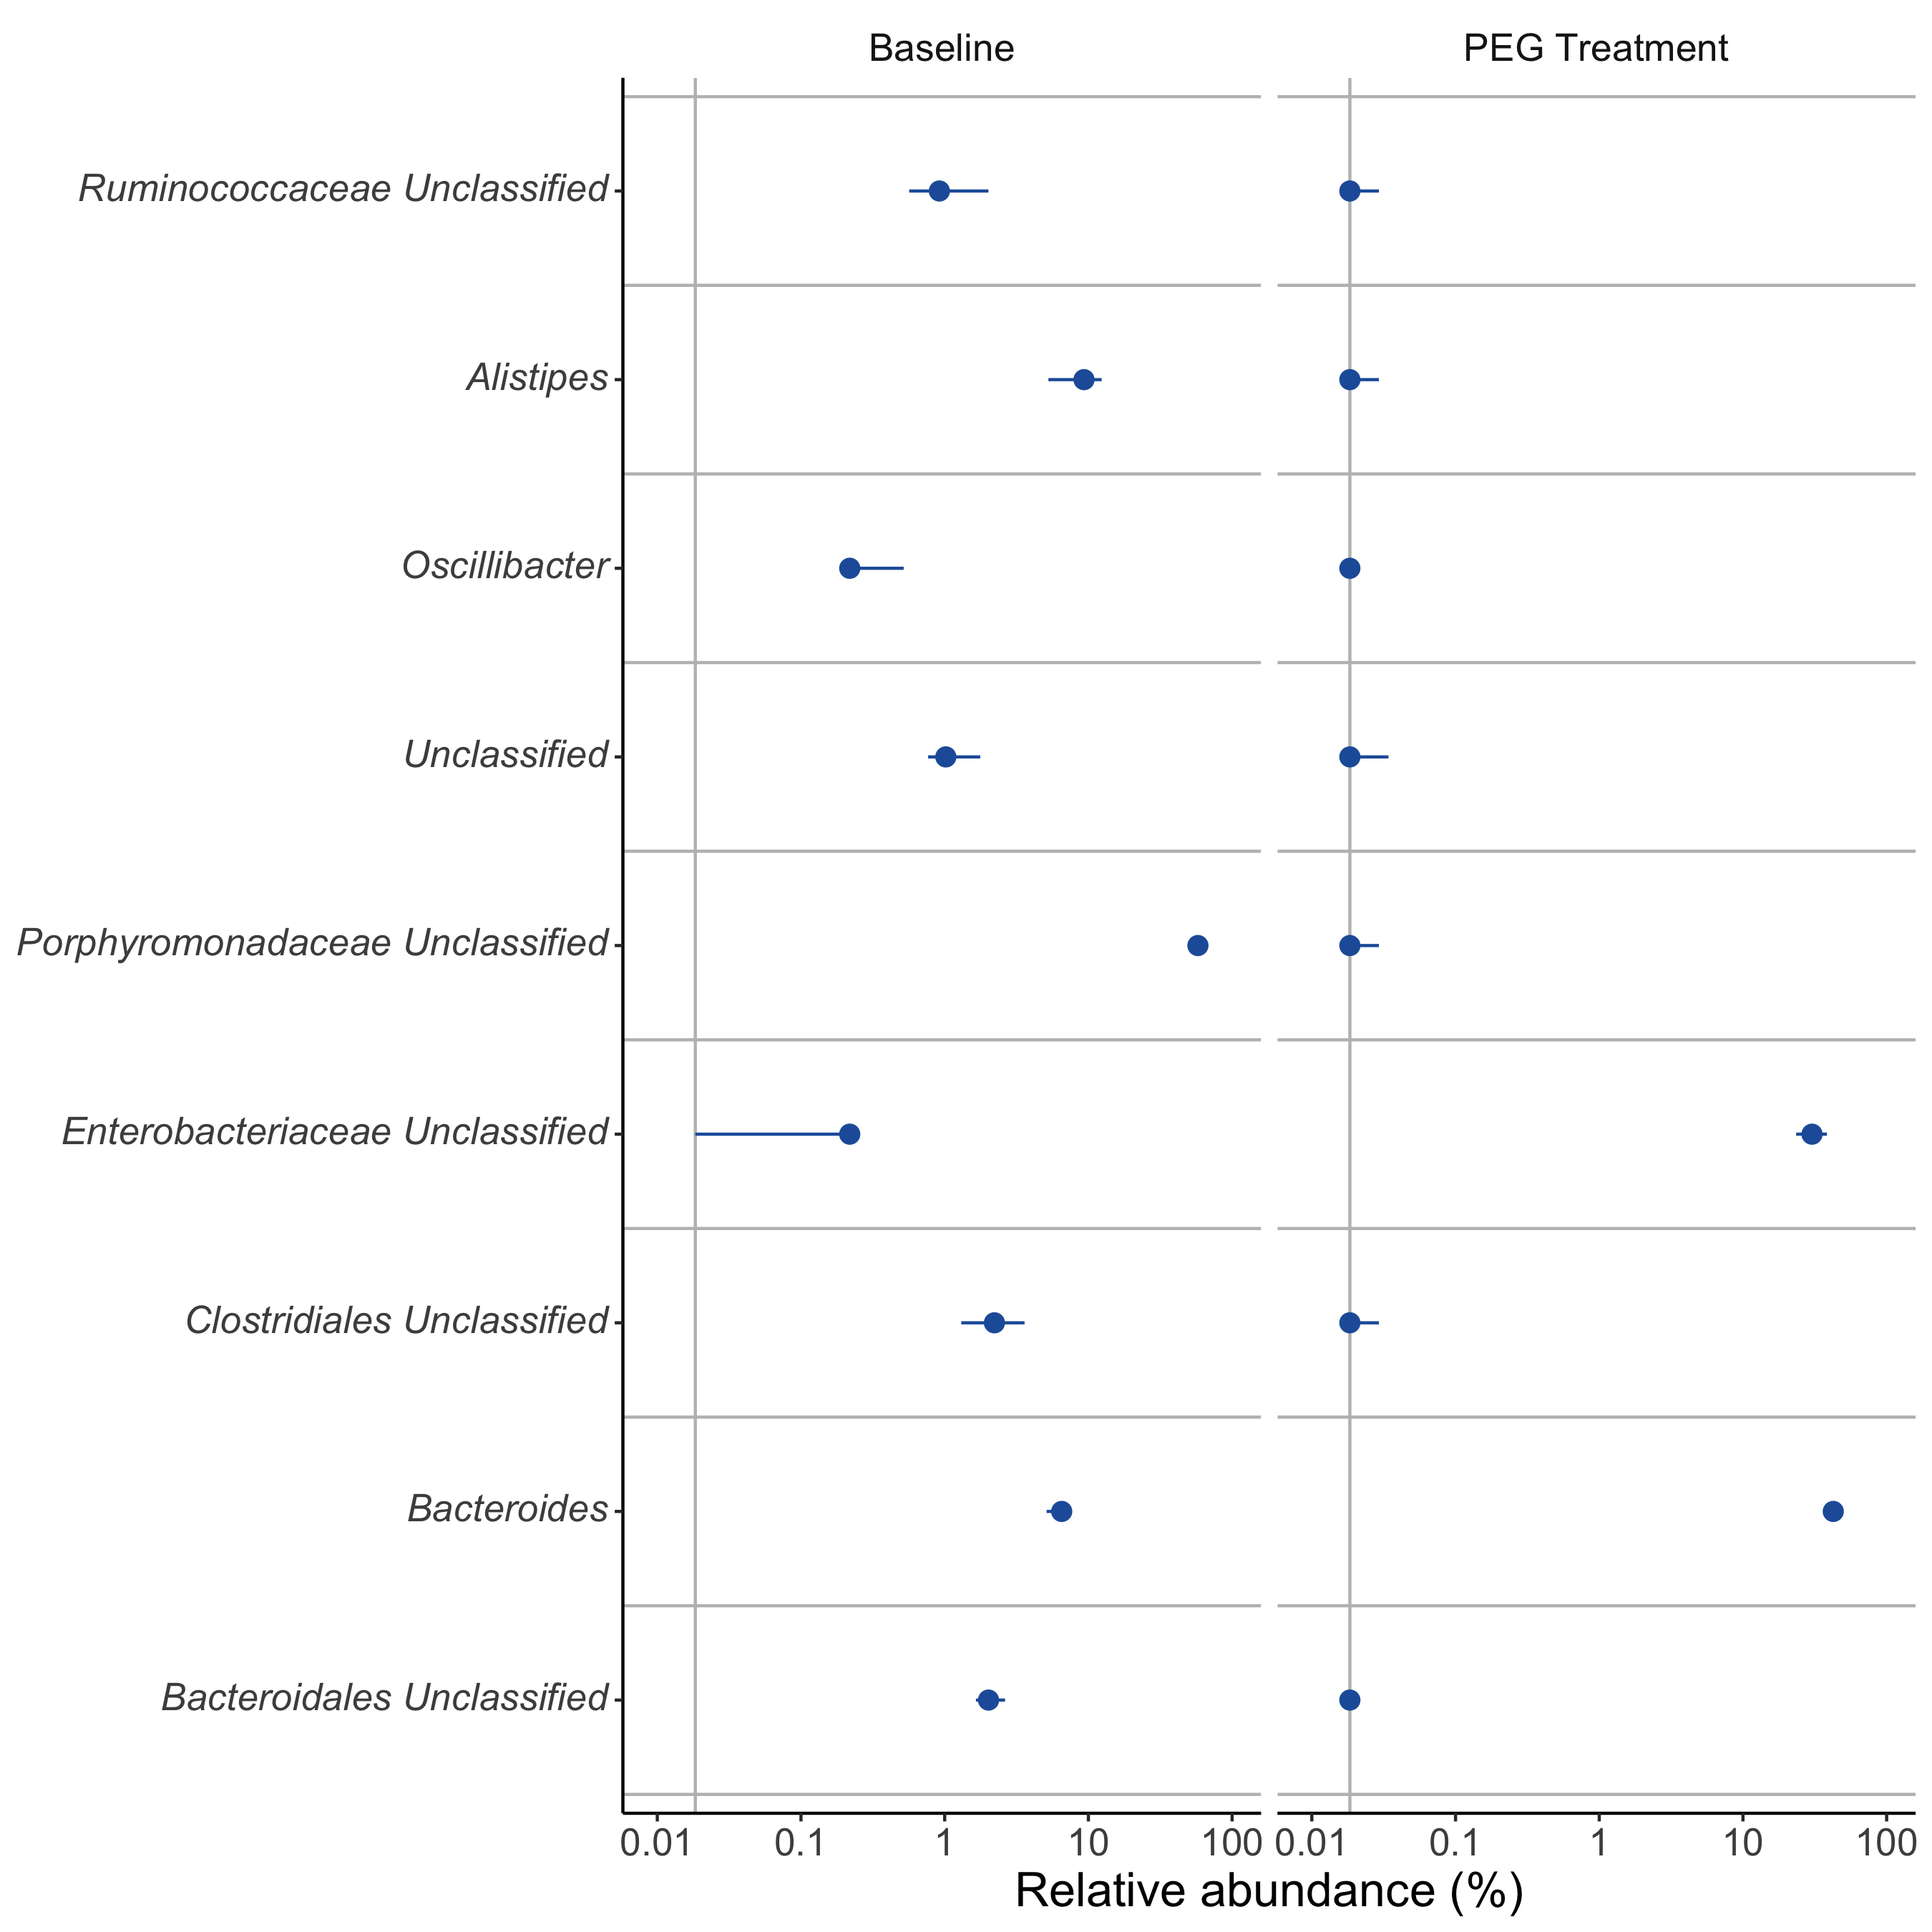 Baseline PEG Treatment
Ruminococcaceae Unclassified
Alistipes
Oscillibacter
Unclassified
Porphyromonadaceae Unclassified
Enterobacteriaceae Unclassified
Clostridiales Unclassified
Bacteroides
Bacteroidales Unclassified
0.01 0.1 1 10 100 0.01 0.1 1 10 100
Relative abundance (%)